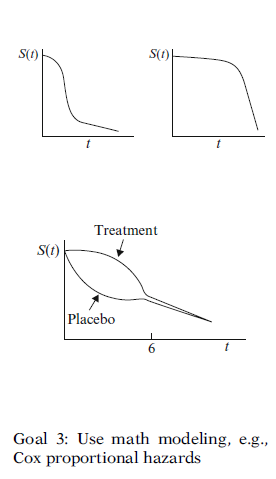 S(t) S(t)
t t
Treatment
S(t)
Placebo
6 t
Goal 3: Use math modeling, e.g.,
Cox proportional hazards